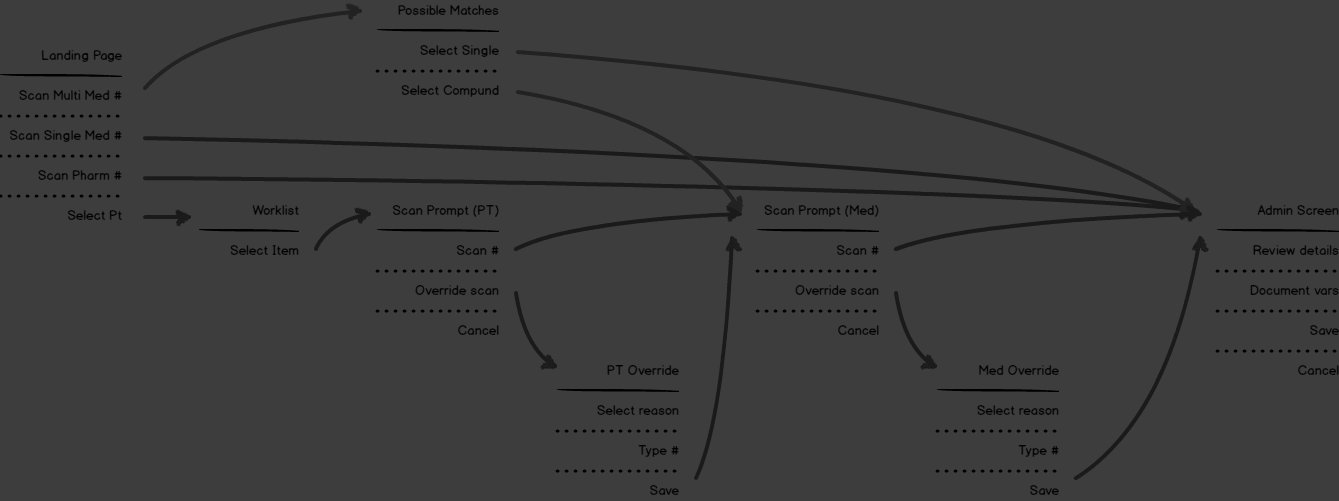 Possible Matches
Select Single
Select Compund
Landing Page
Scan Multi Med #
Scan Single Med #
Scan Pharm #
Select Pt
Worklist
Select Item
Scan Prompt (PT)
Scan #
Override scan
Cancel
PT Override
Select reason
Type #
Save
Scan Prompt (Med)
Scan #
Override scan
Cancel
Med Override
Select reason
Type #
Save
Admin Screen
Review details
Document vars
Save
Cancel